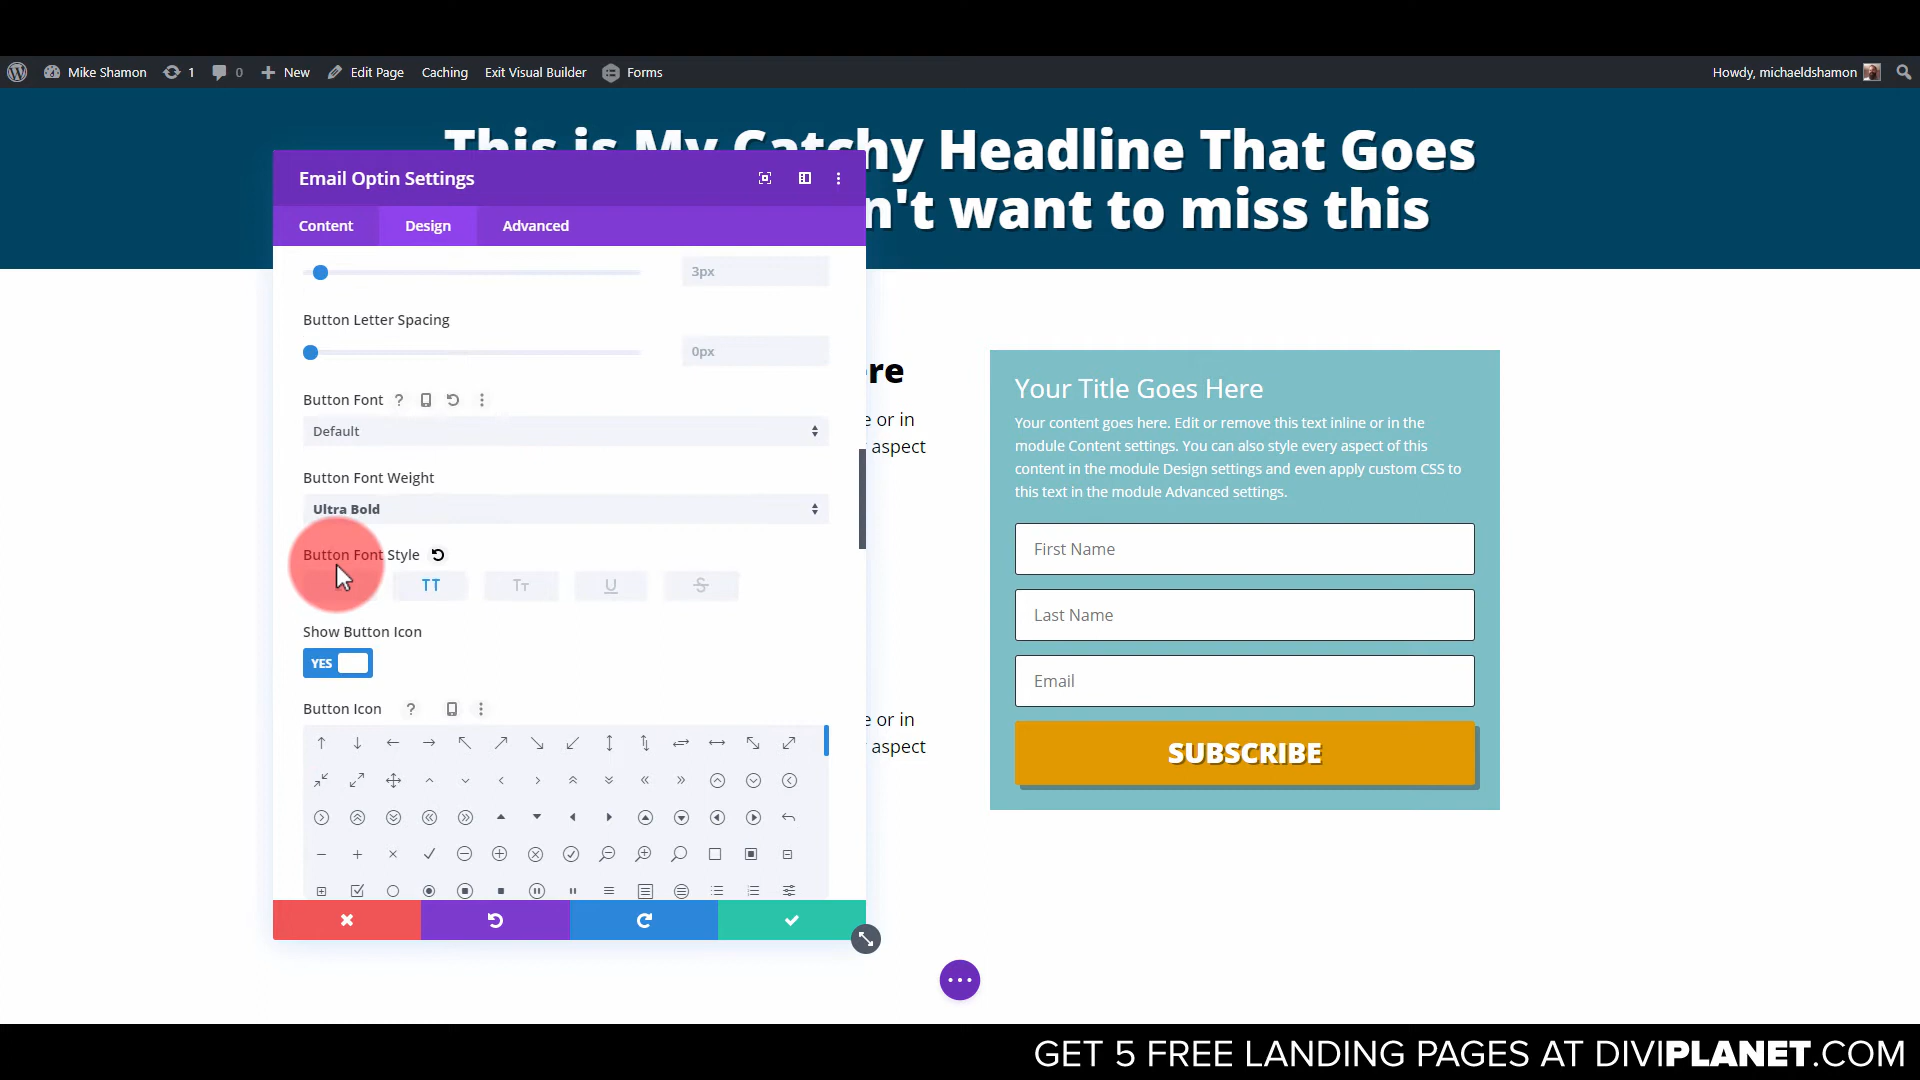 Mike Shamon 1 0 New Edit Page Caching Exit Visual Builder Forms Howdy, michaeldshamon
This is My Catchy Headline That Goes
n't want to miss this
Email Optin Settings
Content Design Advanced
3px
Button Letter Spacing
0px
Button Font ?
Default
Button Font Weight
Ultra Bold
Button Font Style
TT TT U S
Show Button Icon
YES
Button Icon ?
ere
e or in
aspect
e or in
aspect
Your Title Goes Here
Your content goes here. Edit or remove this text inline or in the
module Content settings. You can also style every aspect of this
content in the module Design settings and even apply custom CSS to
this text in the module Advanced settings.
First Name
Last Name
Email
SUBSCRIBE
GET 5 FREE LANDING PAGES AT DIVIPLANET.COM